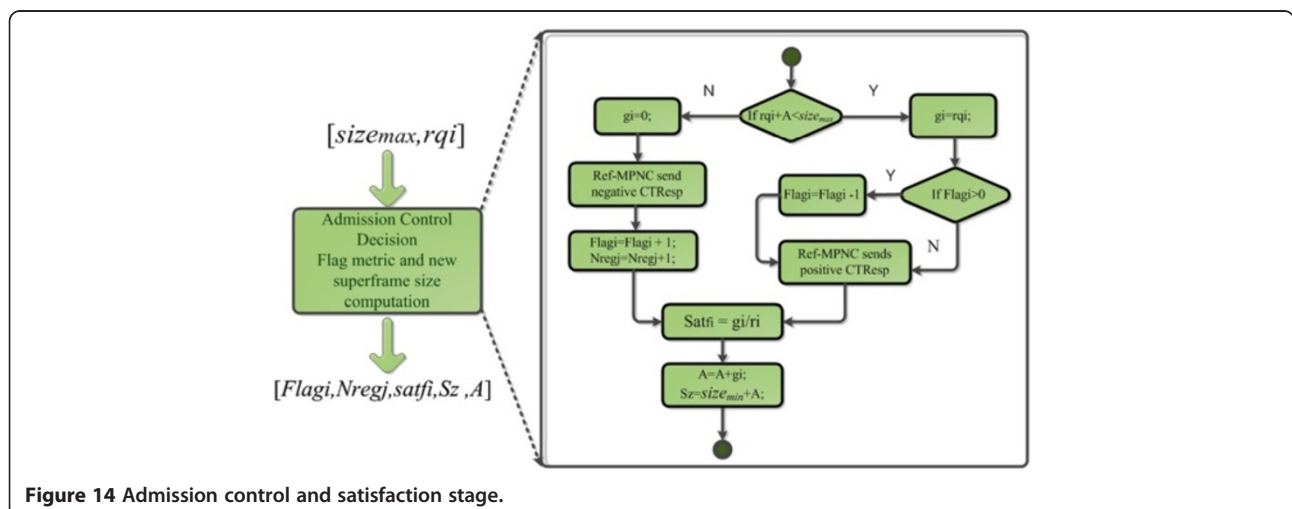 [sizemax,rqi]
Admission Control
Decision
Flag metric and new
superframe size
computation
[Flagi,Nregj,satfi,Sz ,A]
If rqi+A<sizemax
N
Y
gi=0;
gi=rqi;
Ref-MPNC send
negative CTResp
Flagi=Flagi + 1;
Nregj=Nregj+1;
If Flagi>0
Y
Flagi=Flagi -1
N
Ref-MPNC sends
positive CTResp
Satfi = gi/ri
A=A+gi;
Sz=sizemin+A;
Figure 14 Admission control and satisfaction stage.